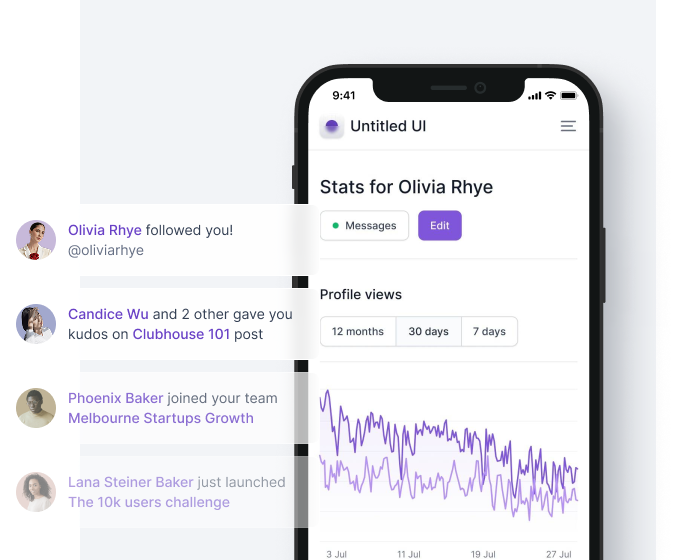 9:41
Untitled UI
Stats for Olivia Rhye
Messages
Edit
Olivia Rhye followed you!
@oliviarhye
Candice Wu and 2 other gave you
kudos on Clubhouse 101 post
Phoenix Baker joined your team
Melbourne Startups Growth
Lana Steiner Baker just launched
The 10k users challenge
Profile views
12 months 30 days 7 days
3 Jul 11 Jul 19 Jul 27 Jul